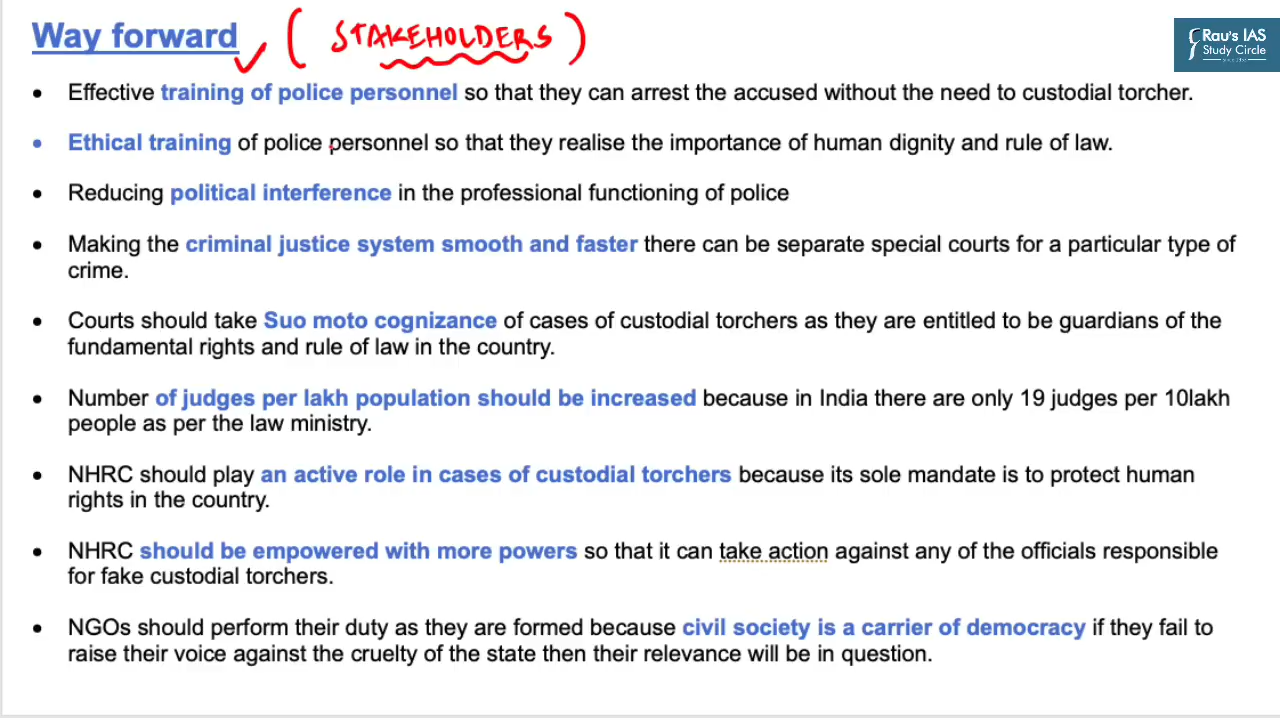 Way forward ( STAKEHOLDERS )
Rau's IAS
Study Circle
• Effective training of police personnel so that they can arrest the accused without the need to custodial torcher.
• Ethical training of police personnel so that they realise the importance of human dignity and rule of law.
• Reducing political interference in the professional functioning of police
• Making the criminal justice system smooth and faster there can be separate special courts for a particular type of
crime.
• Courts should take Suo moto cognizance of cases of custodial torchers as they are entitled to be guardians of the
fundamental rights and rule of law in the country.
• Number of judges per lakh population should be increased because in India there are only 19 judges per 10lakh
people as per the law ministry.
• NHRC should play an active role in cases of custodial torchers because its sole mandate is to protect human
rights in the country.
• NHRC should be empowered with more powers so that it can take action against any of the officials responsible
for fake custodial torchers.
• NGOs should perform their duty as they are formed because civil society is a carrier of democracy if they fail to
raise their voice against the cruelty of the state then their relevance will be in question.